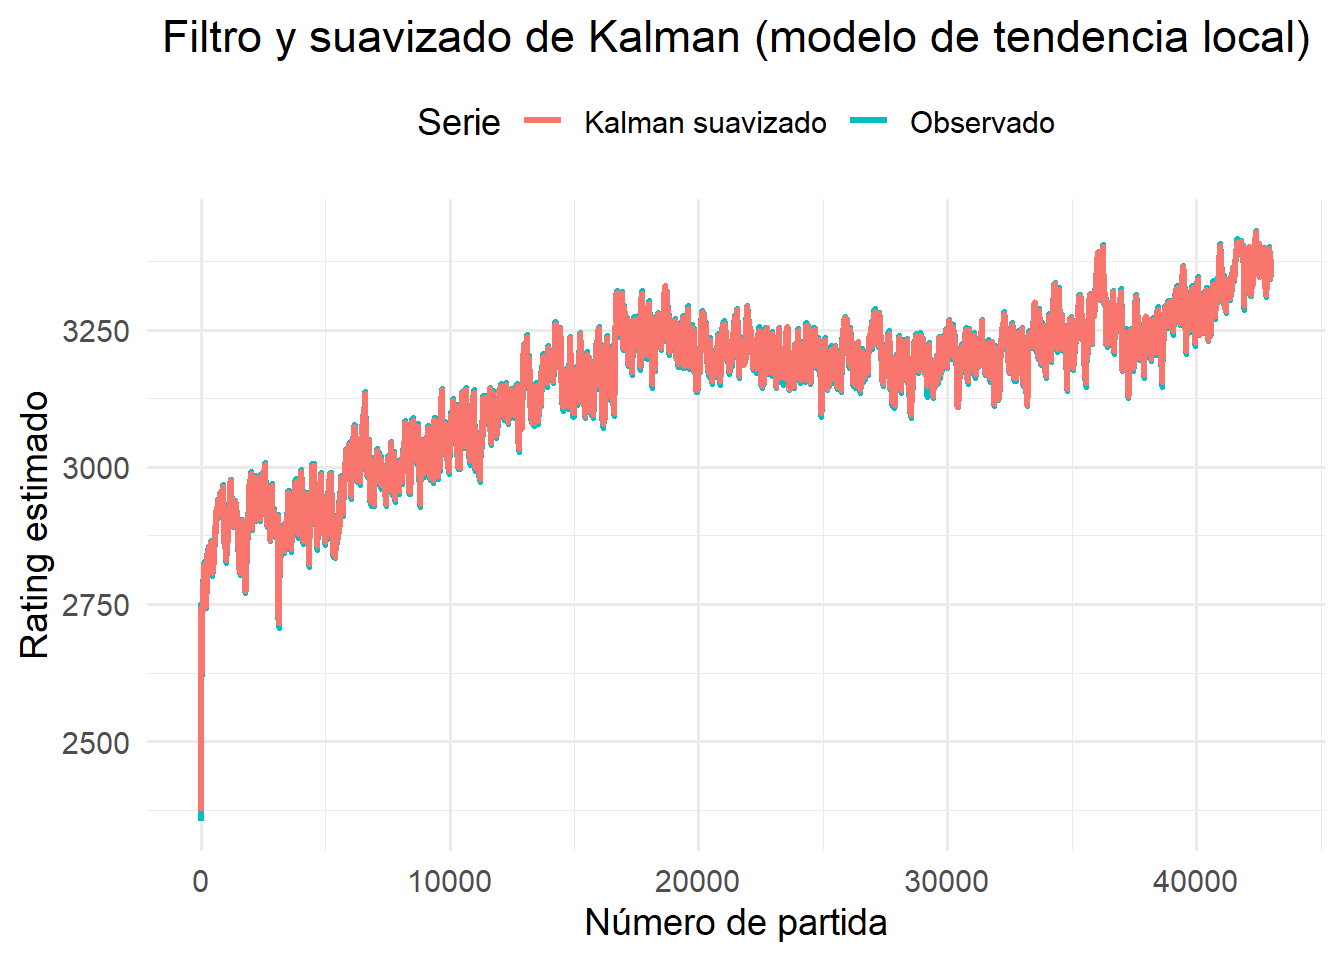 Filtro y suavizado de Kalman (modelo de tendencia local)
Serie Kalman suavizado Observado
Rating estimado
3250
3000
2750
2500
0 10000 20000 30000 40000
Número de partida